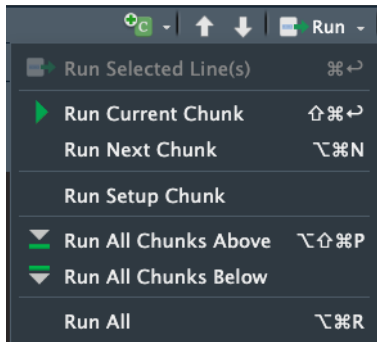 C Run
Run Selected Line(s) ⌘↩
Run Current Chunk ⇧⌘↩
Run Next Chunk ⌥⌘N
Run Setup Chunk
Run All Chunks Above ⌥⇧⌘P
Run All Chunks Below
Run All ⌥⌘R